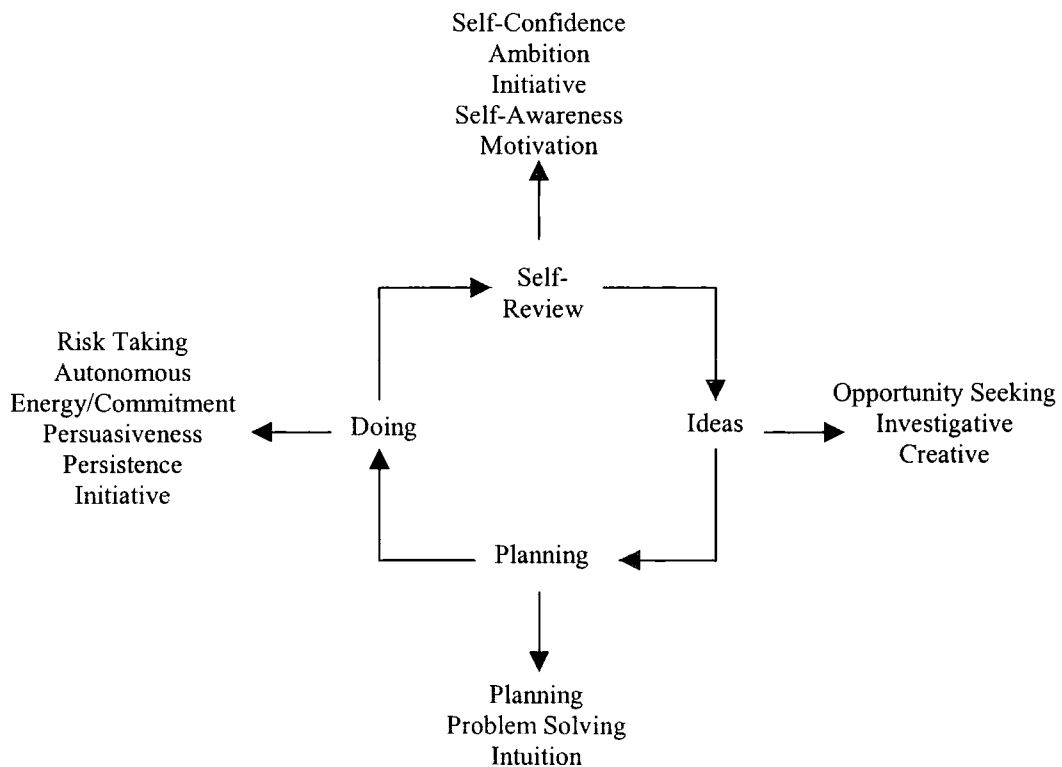 Self-Confidence
Ambition
Initiative
Self-Awareness
Motivation
Self-
Review
Risk Taking
Autonomous
Energy/Commitment
Persuasiveness
Persistence
Initiative
Doing
Ideas
Opportunity Seeking
Investigative
Creative
Planning
Planning
Problem Solving
Intuition